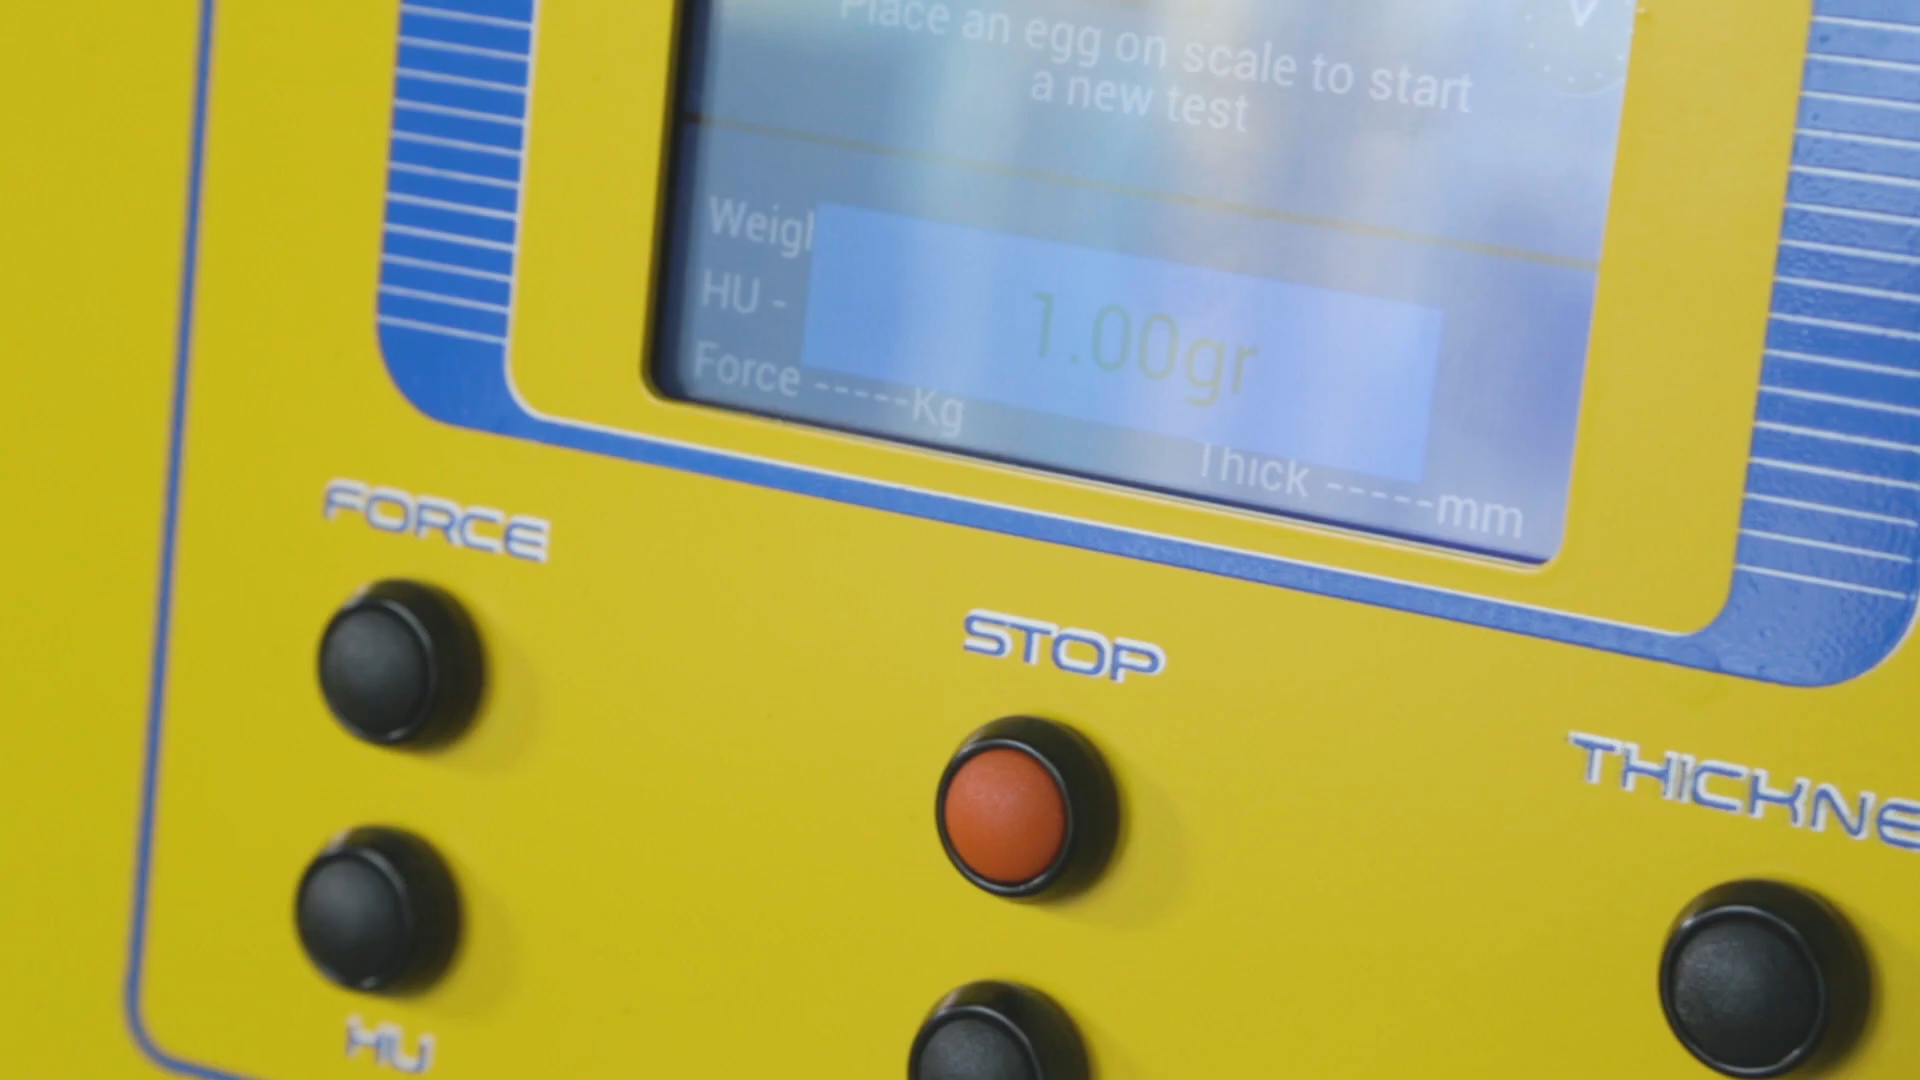 Place an egg on scale to start
a new test
Weigh
HU -
1.00gr
Force -----Kg
Thick -----mm
FORCE
STOP
THICKNE
HU